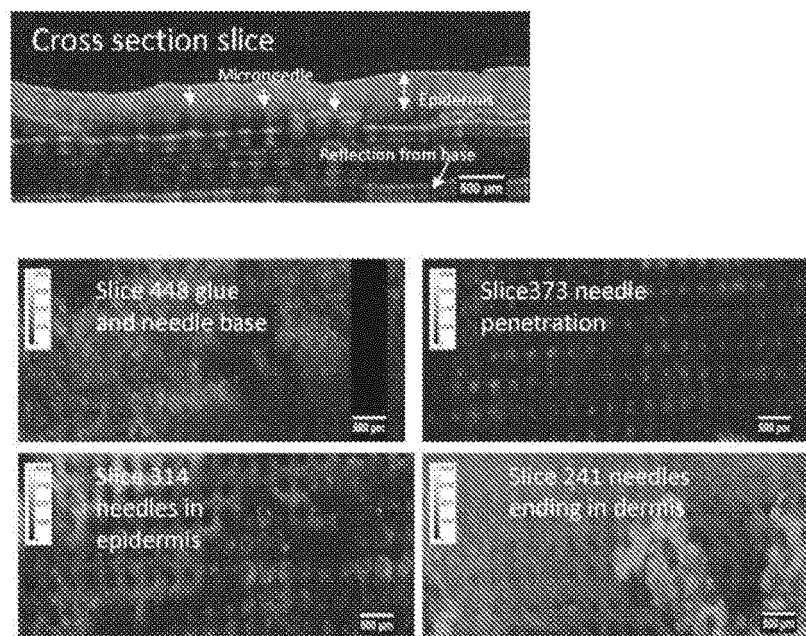 Cross section slice
Microneedle
Epidermis
Reflection from base
500 µm
Slice 448 glue
and needle base
500 µm
Slice373 needle
penetration
500 µm
Slice 314
needles in
epidermis
500 µm
Slice 241 needles
ending in dermis
500 µm